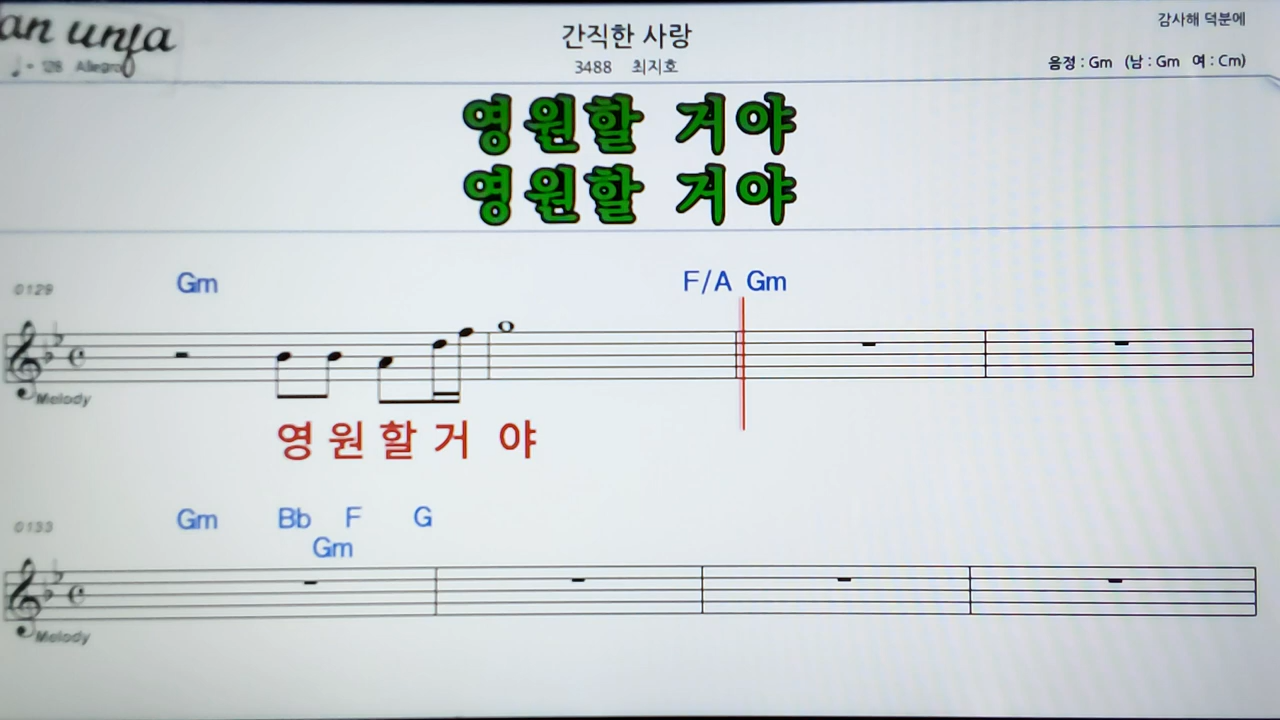 an unfa
♩= 128 Allegro
간직한 사랑
3488 최지호
감사해 덕분에
음정 : Gm (남 : Gm 여 : Cm)
영원할 거야
영원할 거야
0129 Gm F/A Gm
Melody
영 원 할 거 야
0133 Gm Bb F G
Gm
Melody